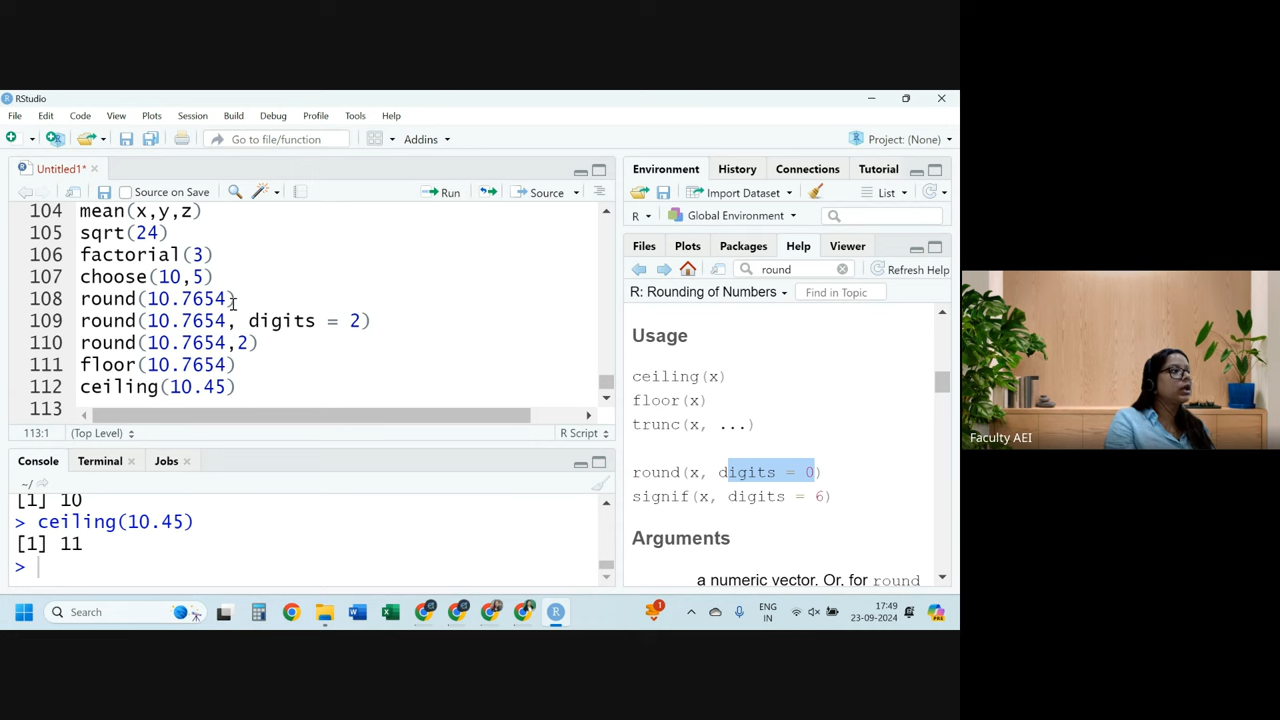 RStudio
File Edit Code View Plots Session Build Debug Profile Tools Help
Go to file/function Addins Project: (None)
Untitled1*
Source on Save Run Source
104 mean(x,y,z)
105 sqrt(24)
106 factorial(3)
107 choose(10,5)
108 round(10.7654)
109 round(10.7654, digits = 2)
110 round(10.7654,2)
111 floor(10.7654)
112 ceiling(10.45)
113
113:1 (Top Level) R Script
Console Terminal Jobs
~/
[1] 10
> ceiling(10.45)
[1] 11
>
Environment History Connections Tutorial
Import Dataset List
R Global Environment
Files Plots Packages Help Viewer
round Refresh Help
R: Rounding of Numbers Find in Topic
Usage
ceiling(x)
floor(x)
trunc(x, ...)
round(x, digits = 0)
signif(x, digits = 6)
Arguments
a numeric vector. Or, for round
Faculty AEI
Search
1
ENG
IN
17:49
23-09-2024